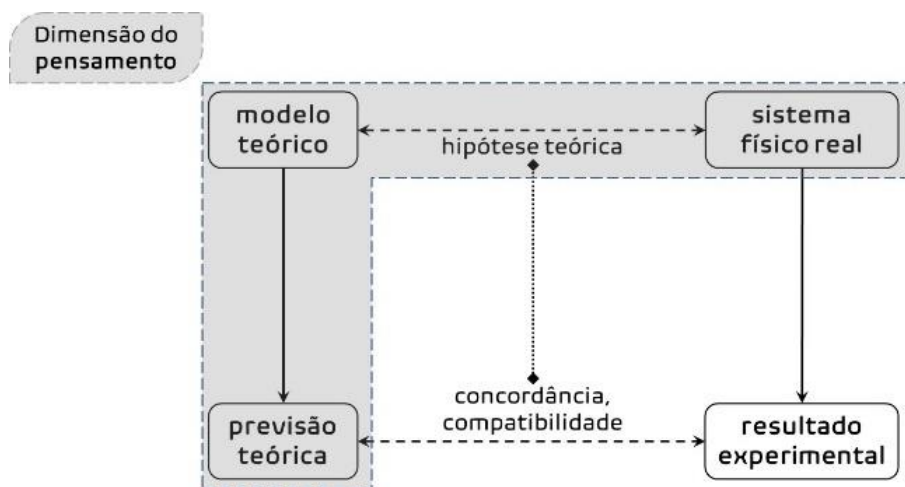 Dimensão do
pensamento
modelo
teórico
sistema
físico real
hipótese teórica
concordância,
compatibilidade
previsão
teórica
resultado
experimental